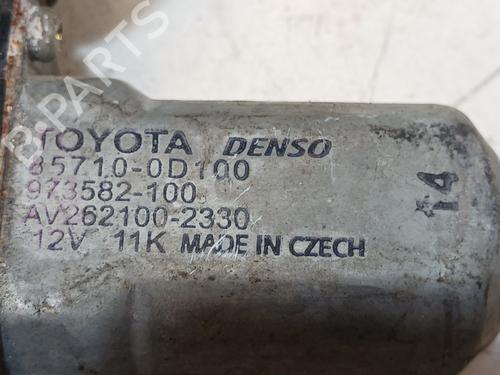 B-PARTS
TOYOTA DENSO
85710-0D100
973582-100
AV262100-2330
12V 11K MADE IN CZECH
14